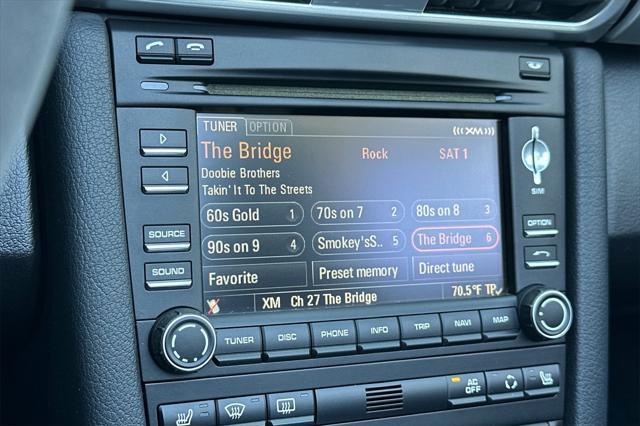 TUNER OPTION XM
The Bridge Rock SAT 1
Doobie Brothers
Takin' It To The Streets
60s Gold 1 70s on 7 2 80s on 8 3
90s on 9 4 Smokey'sS.. 5 The Bridge 6
Favorite Preset memory Direct tune
XM Ch 27 The Bridge 70.5°F TP
SIM
SOURCE
SOUND
OPTION
TUNER DISC PHONE INFO TRIP NAVI MAP
AC
OFF